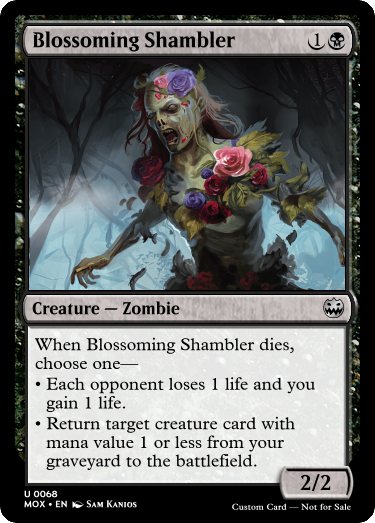 Blossoming Shambler 1
Creature — Zombie
When Blossoming Shambler dies,
choose one—
• Each opponent loses 1 life and you
gain 1 life.
• Return target creature card with
mana value 1 or less from your
graveyard to the battlefield.
2/2
U 0068
MOX • EN Sam Kanios
Custom Card — Not for Sale